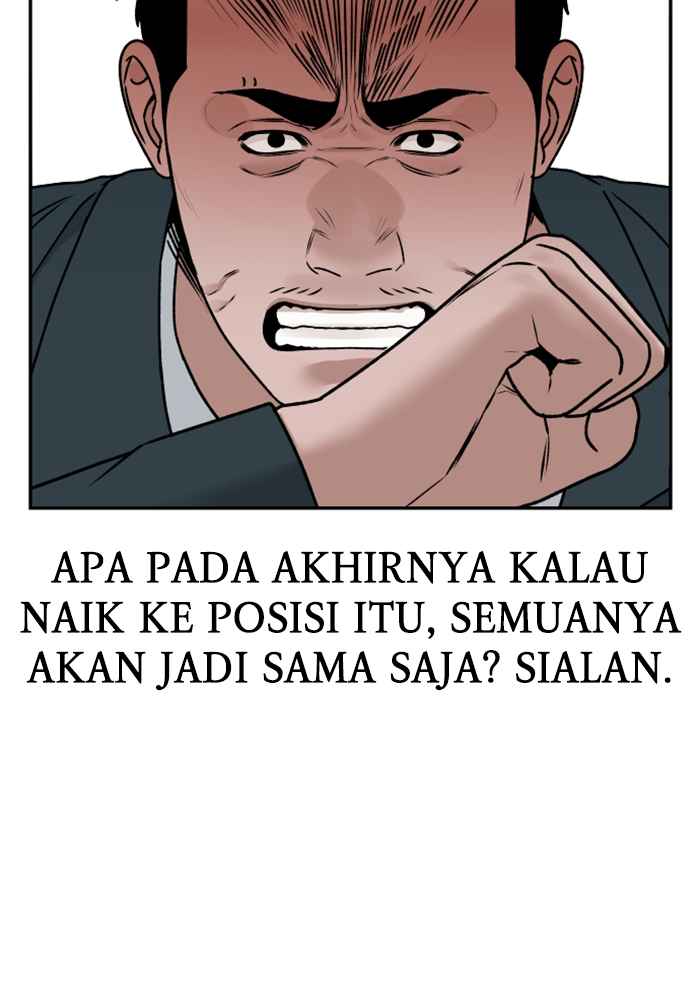 APA PADA AKHIRNYA KALAU
NAIK KE POSISI ITU, SEMUANYA
AKAN JADI SAMA SAJA? SIALAN.